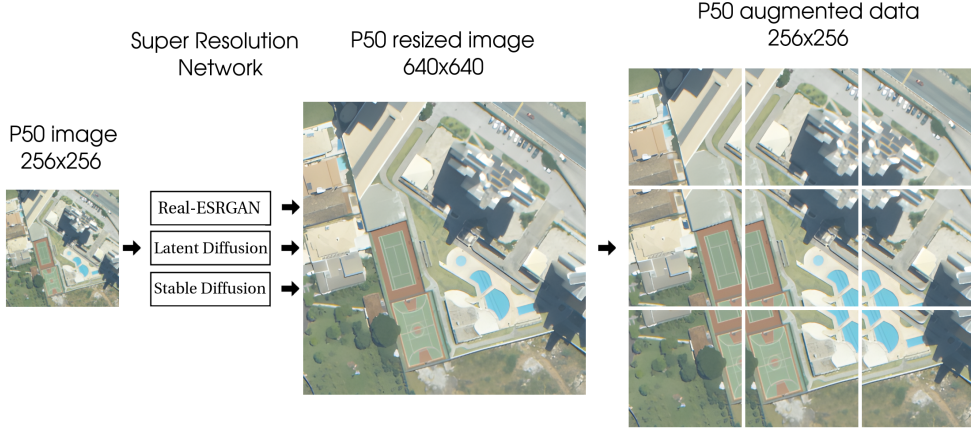 P50 image
256x256
Super Resolution
Network
Real-ESRGAN
Latent Diffusion
Stable Diffusion
P50 resized image
640x640
P50 augmented data
256x256